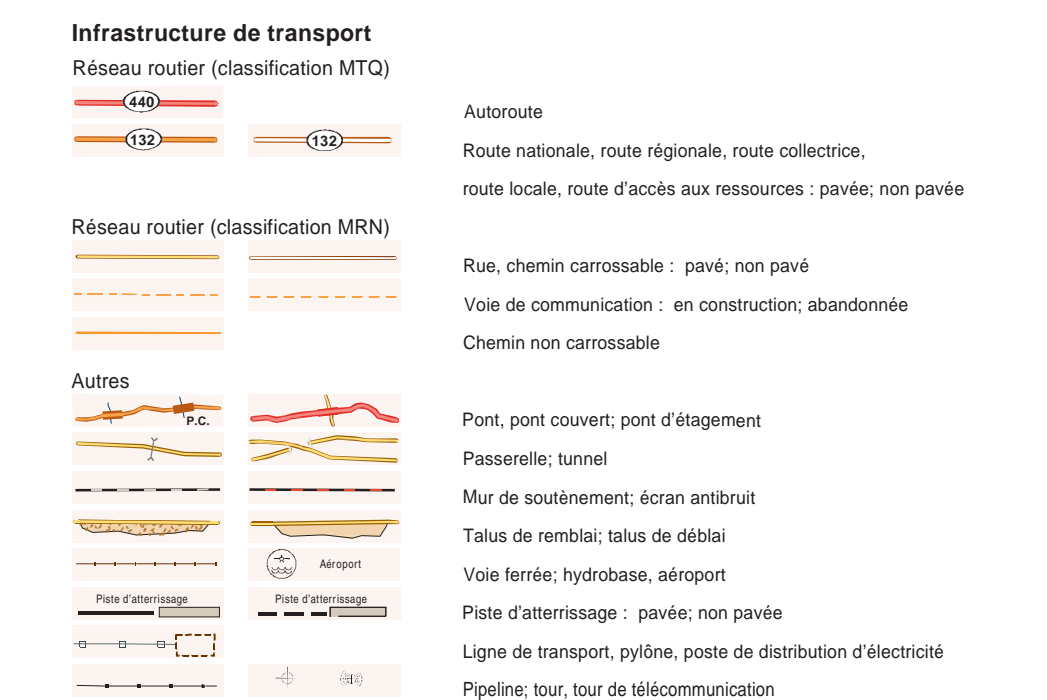 Infrastructure de transport
Réseau routier (classification MTQ)
440
Autoroute
132 132
Route nationale, route régionale, route collectrice,
route locale, route d'accès aux ressources : pavée; non pavée
Réseau routier (classification MRN)
Rue, chemin carrossable : pavé; non pavé
Voie de communication : en construction; abandonnée
Chemin non carrossable
Autres
P.C.
Pont, pont couvert; pont d'étagement
Passerelle; tunnel
Mur de soutènement; écran antibruit
Talus de remblai; talus de déblai
Aéroport
Voie ferrée; hydrobase, aéroport
Piste d'atterrissage Piste d'atterrissage
Piste d'atterrissage : pavée; non pavée
Ligne de transport, pylône, poste de distribution d'électricité
Pipeline; tour, tour de télécommunication